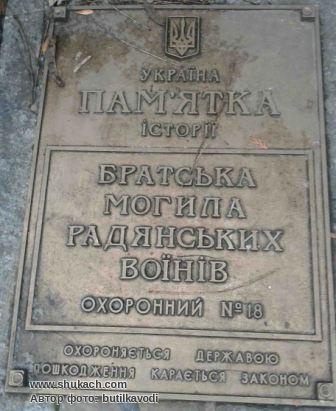 УКРАЇНА
ПАМ'ЯТКА
ІСТОРІЇ
БРАТСЬКА
МОГИЛА
РАДЯНСЬКИХ
ВОЇНІВ
ОХОРОННИЙ №18
ОХОРОНЯЄТЬСЯ ДЕРЖАВОЮ
ПОШКОДЖЕННЯ КАРАЄТЬСЯ ЗАКОНОМ
www.shukach.com
Автор фото: butilkavodi